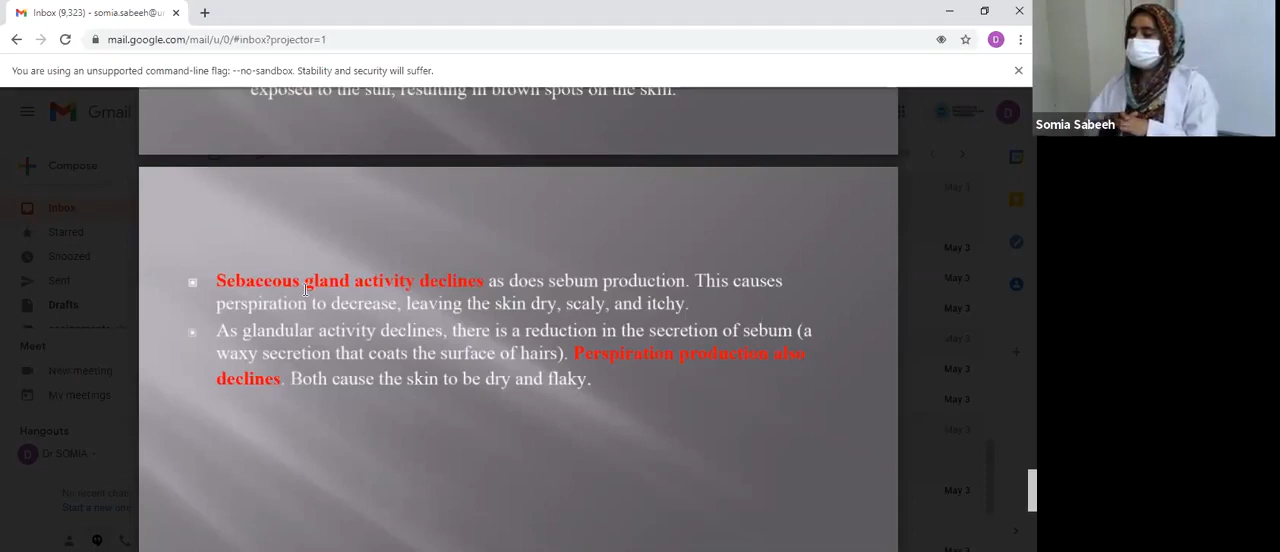 Inbox (9,323) - somia.sabeeh@u
mail.google.com/mail/u/0/#inbox?projector=1
D
You are using an unsupported command-line flag: --no-sandbox. Stability and security will suffer.
Somia Sabeeh
exposed to the sun, resulting in brown spots on the skin.
Gmail
D
Compose
Inbox
Starred
Snoozed
Sent
Drafts
Meet
New meeting
My meetings
Hangouts
D Dr SOMIA
No recent chats
Start a new one
Sebaceous gland activity declines as does sebum production. This causes
perspiration to decrease, leaving the skin dry, scaly, and itchy.
As glandular activity declines, there is a reduction in the secretion of sebum (a
waxy secretion that coats the surface of hairs). Perspiration production also
declines. Both cause the skin to be dry and flaky.
May 3
May 3
May 3
May 3
May 3
May 3
May 3
May 3
May 3
May 3